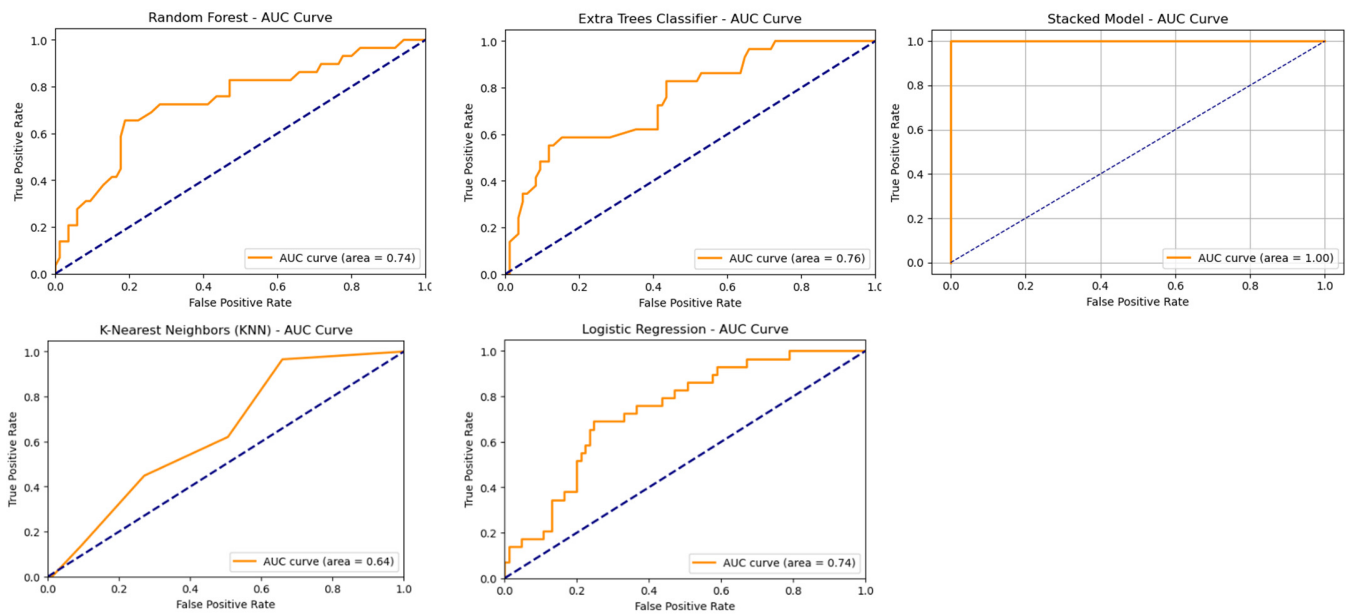 Random Forest - AUC Curve
True Positive Rate
1.0
0.8
0.6
0.4
0.2
0.0
AUC curve (area = 0.74)
0.0 0.2 0.4 0.6 0.8 1.0
False Positive Rate
Extra Trees Classifier - AUC Curve
True Positive Rate
1.0
0.8
0.6
0.4
0.2
0.0
AUC curve (area = 0.76)
0.0 0.2 0.4 0.6 0.8 1.0
False Positive Rate
Stacked Model - AUC Curve
True Positive Rate
1.0
0.8
0.6
0.4
0.2
0.0
AUC curve (area = 1.00)
0.0 0.2 0.4 0.6 0.8 1.0
False Positive Rate
K-Nearest Neighbors (KNN) - AUC Curve
True Positive Rate
1.0
0.8
0.6
0.4
0.2
0.0
AUC curve (area = 0.64)
0.0 0.2 0.4 0.6 0.8 1.0
False Positive Rate
Logistic Regression - AUC Curve
True Positive Rate
1.0
0.8
0.6
0.4
0.2
0.0
AUC curve (area = 0.74)
0.0 0.2 0.4 0.6 0.8 1.0
False Positive Rate